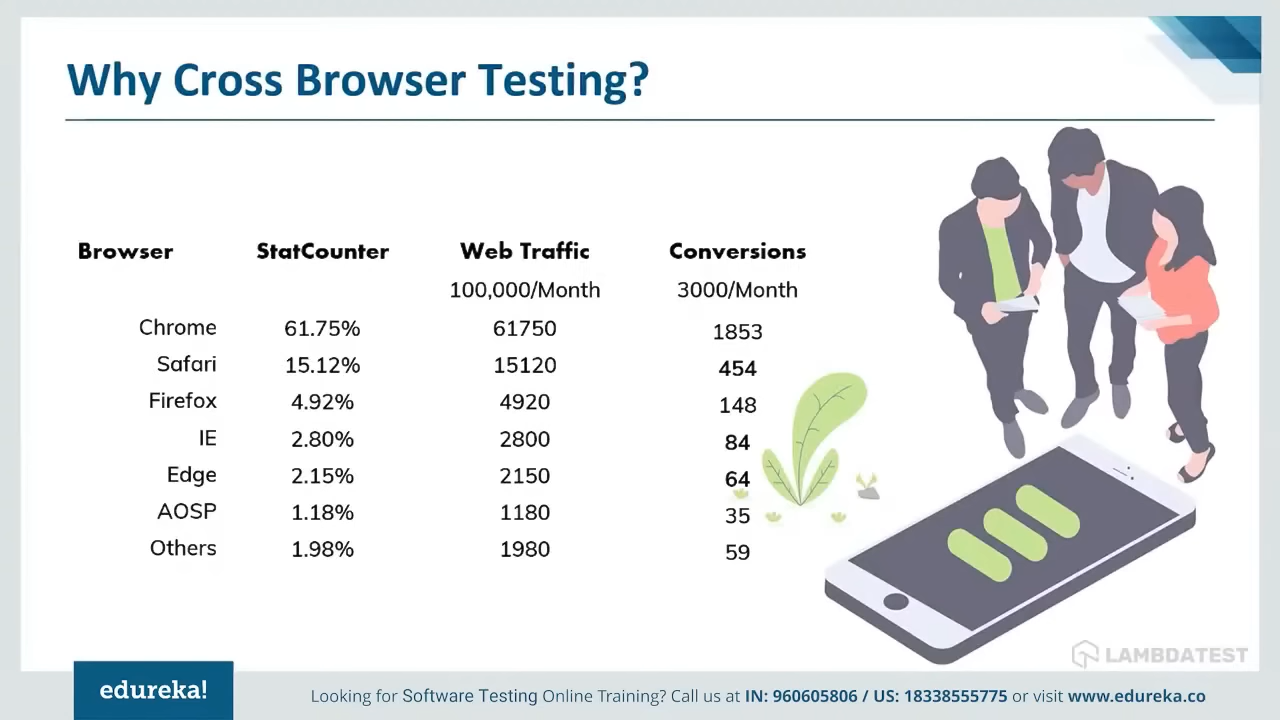 Why Cross Browser Testing?
Browser StatCounter Web Traffic Conversions
100,000/Month 3000/Month
Chrome 61.75% 61750 1853
Safari 15.12% 15120 454
Firefox 4.92% 4920 148
IE 2.80% 2800 84
Edge 2.15% 2150 64
AOSP 1.18% 1180 35
Others 1.98% 1980 59
LAMBDATEST
edureka!
Looking for Software Testing Online Training? Call us at IN: 960605806 / US: 18338555775 or visit www.edureka.co